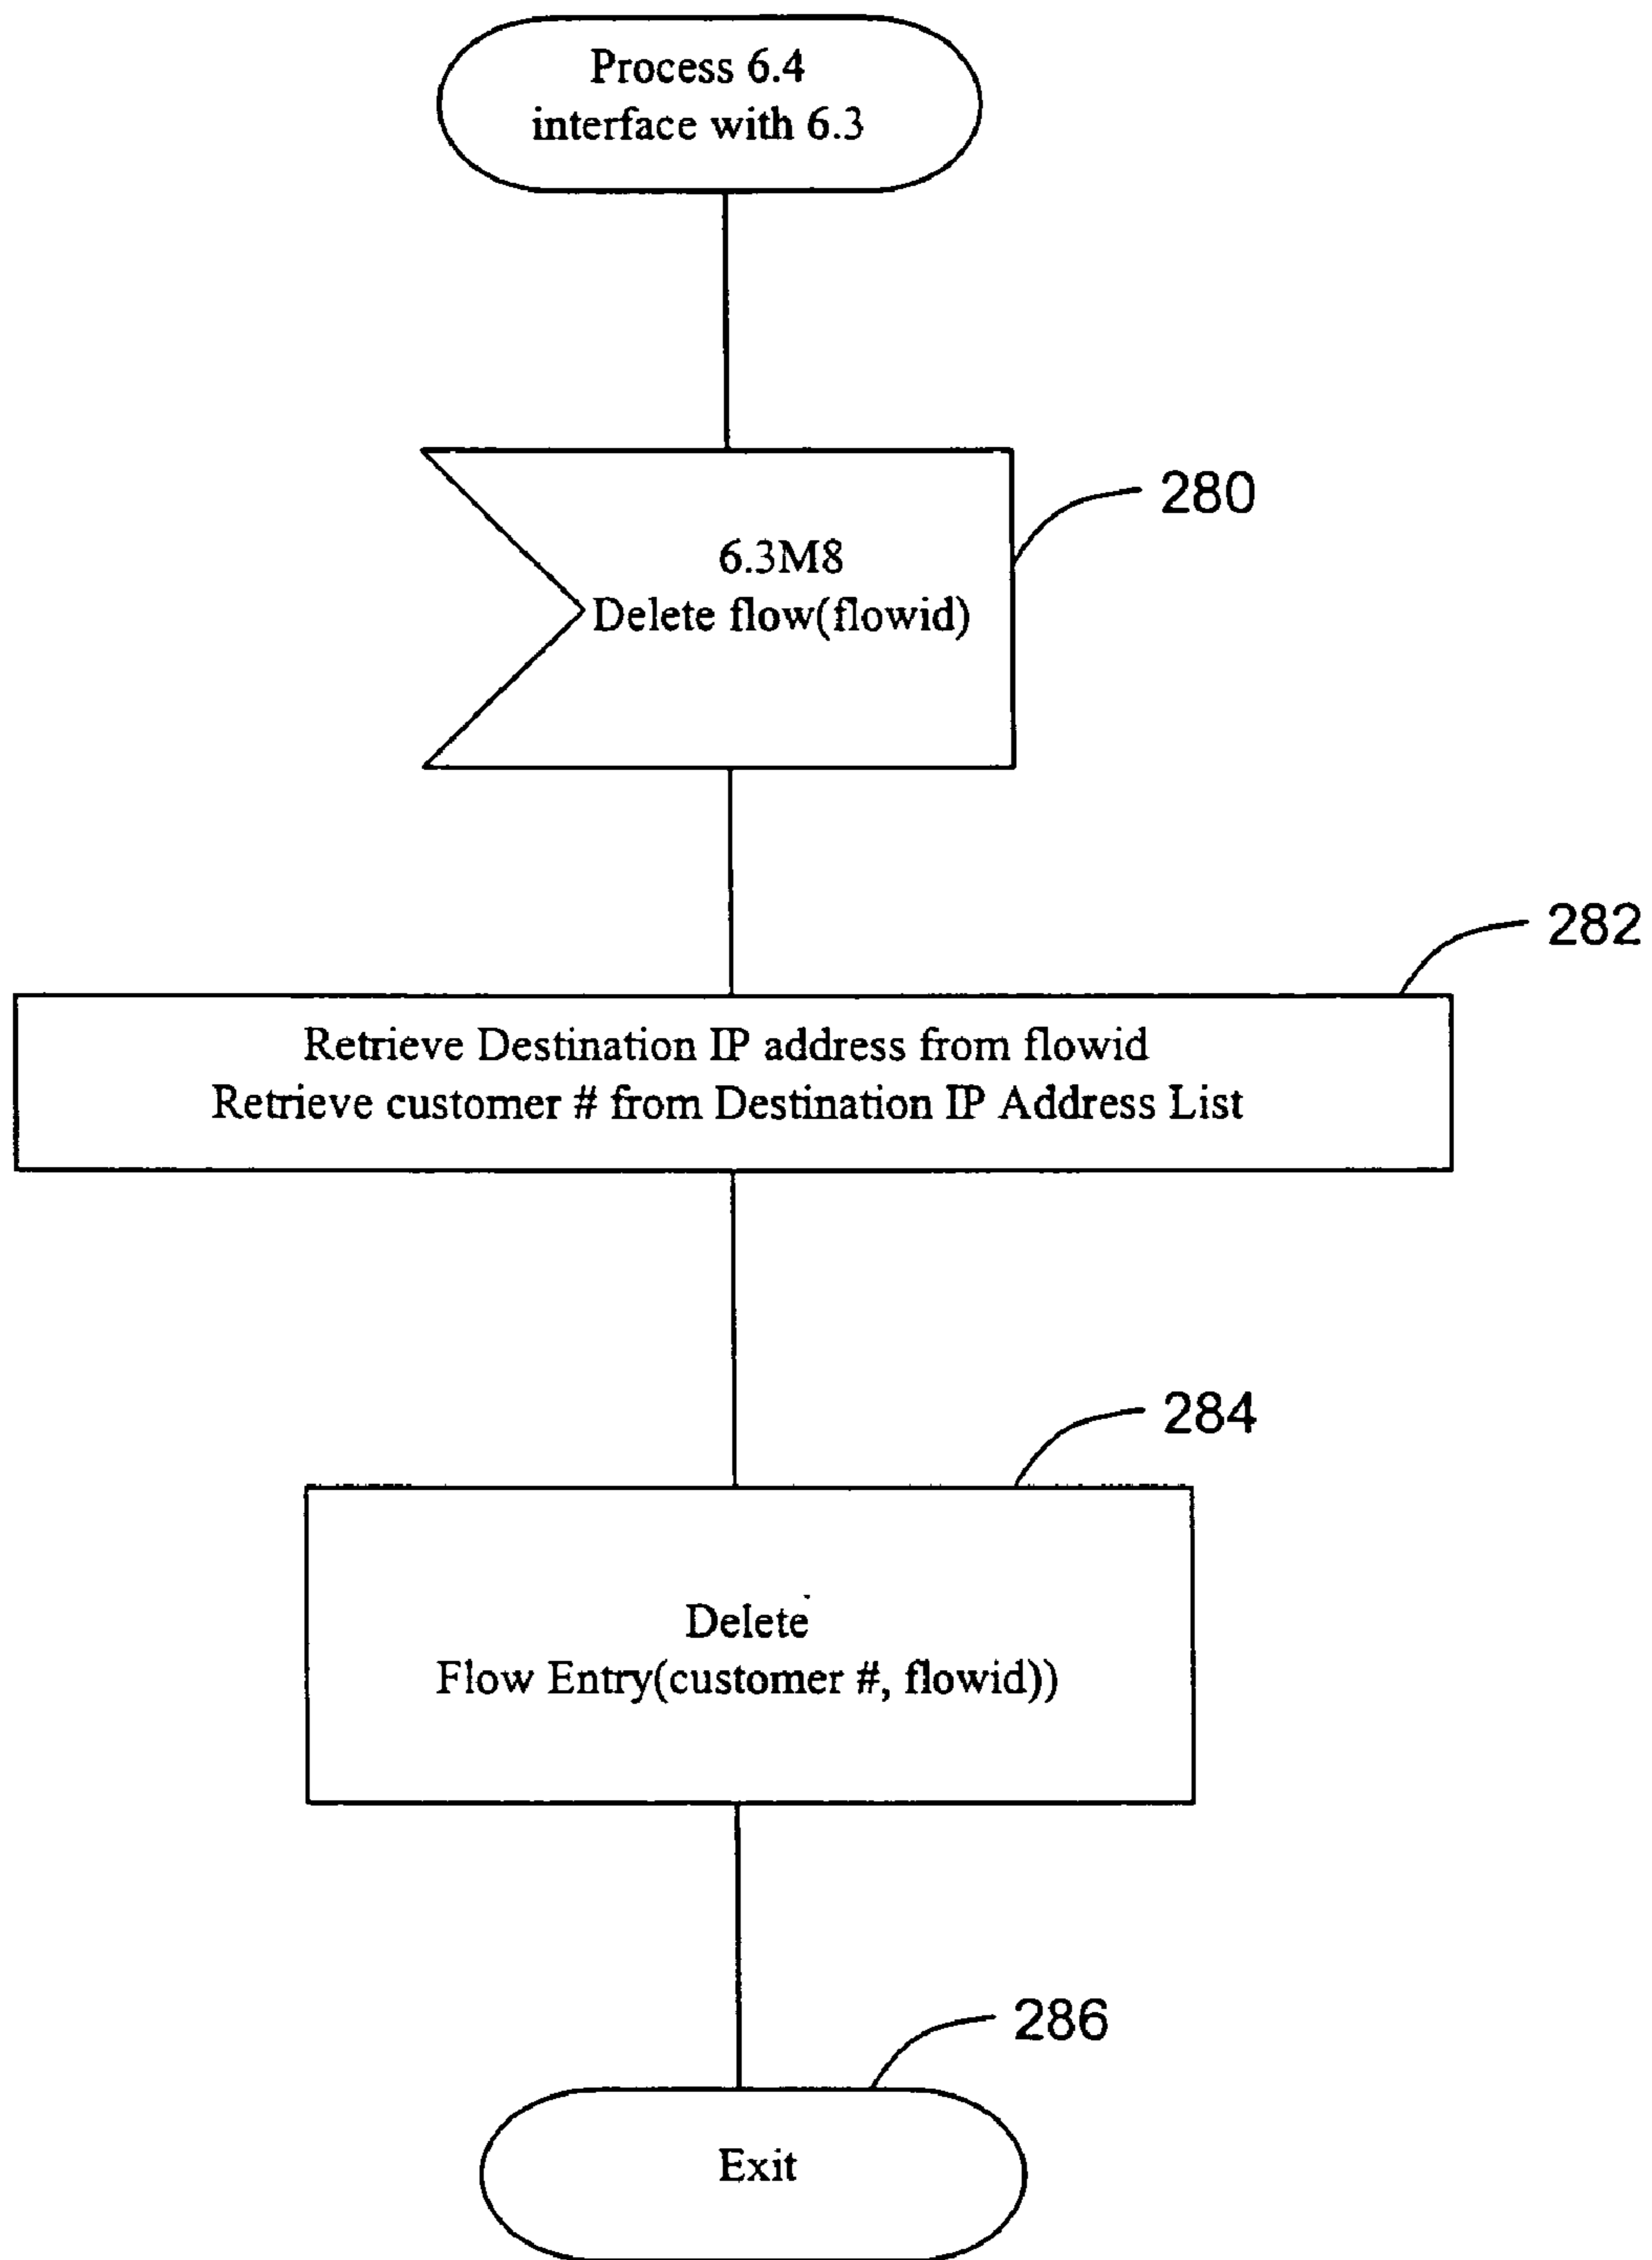 Process 6.4
interface with 6.3
280
6.3M8
Delete flow(flowid)
282
Retrieve Destination IP address from flowid
Retrieve customer # from Destination IP Address List
284
Delete
Flow Entry(customer #, flowid))
286
Exit